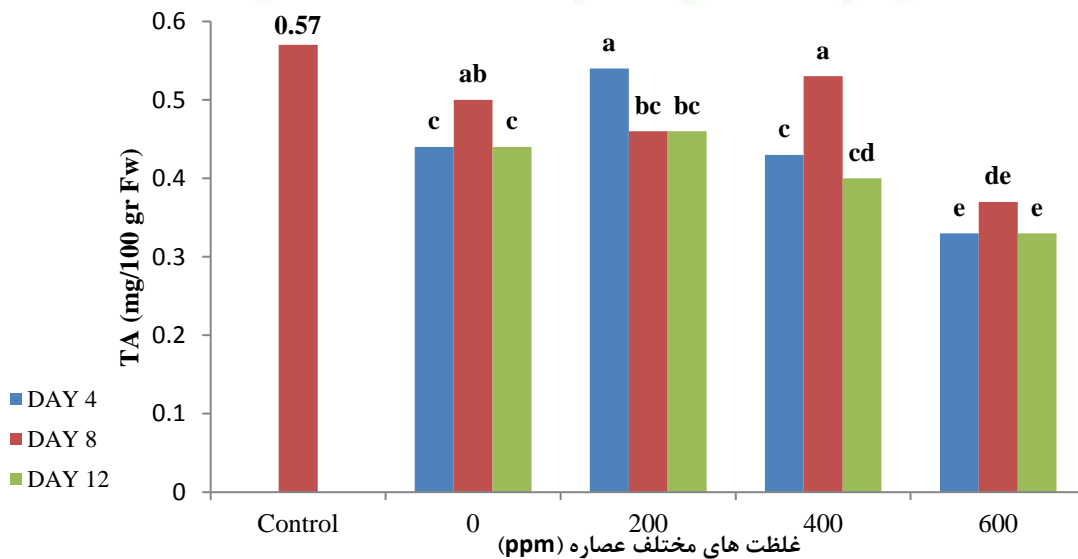 TA (mg/100 gr Fw)
0.6
0.5
0.4
0.3
0.2
0.1
0
0.57
c
ab
c
a
bc
bc
c
a
cd
e
de
e
Control
0
200
400
600
غلظت های مختلف عصاره (ppm)
DAY 4
DAY 8
DAY 12